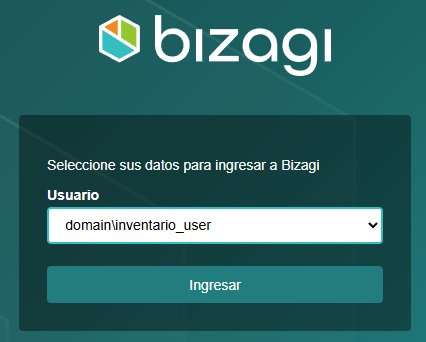 bizagi
Seleccione sus datos para ingresar a Bizagi
Usuario
domain\inventario_user
Ingresar